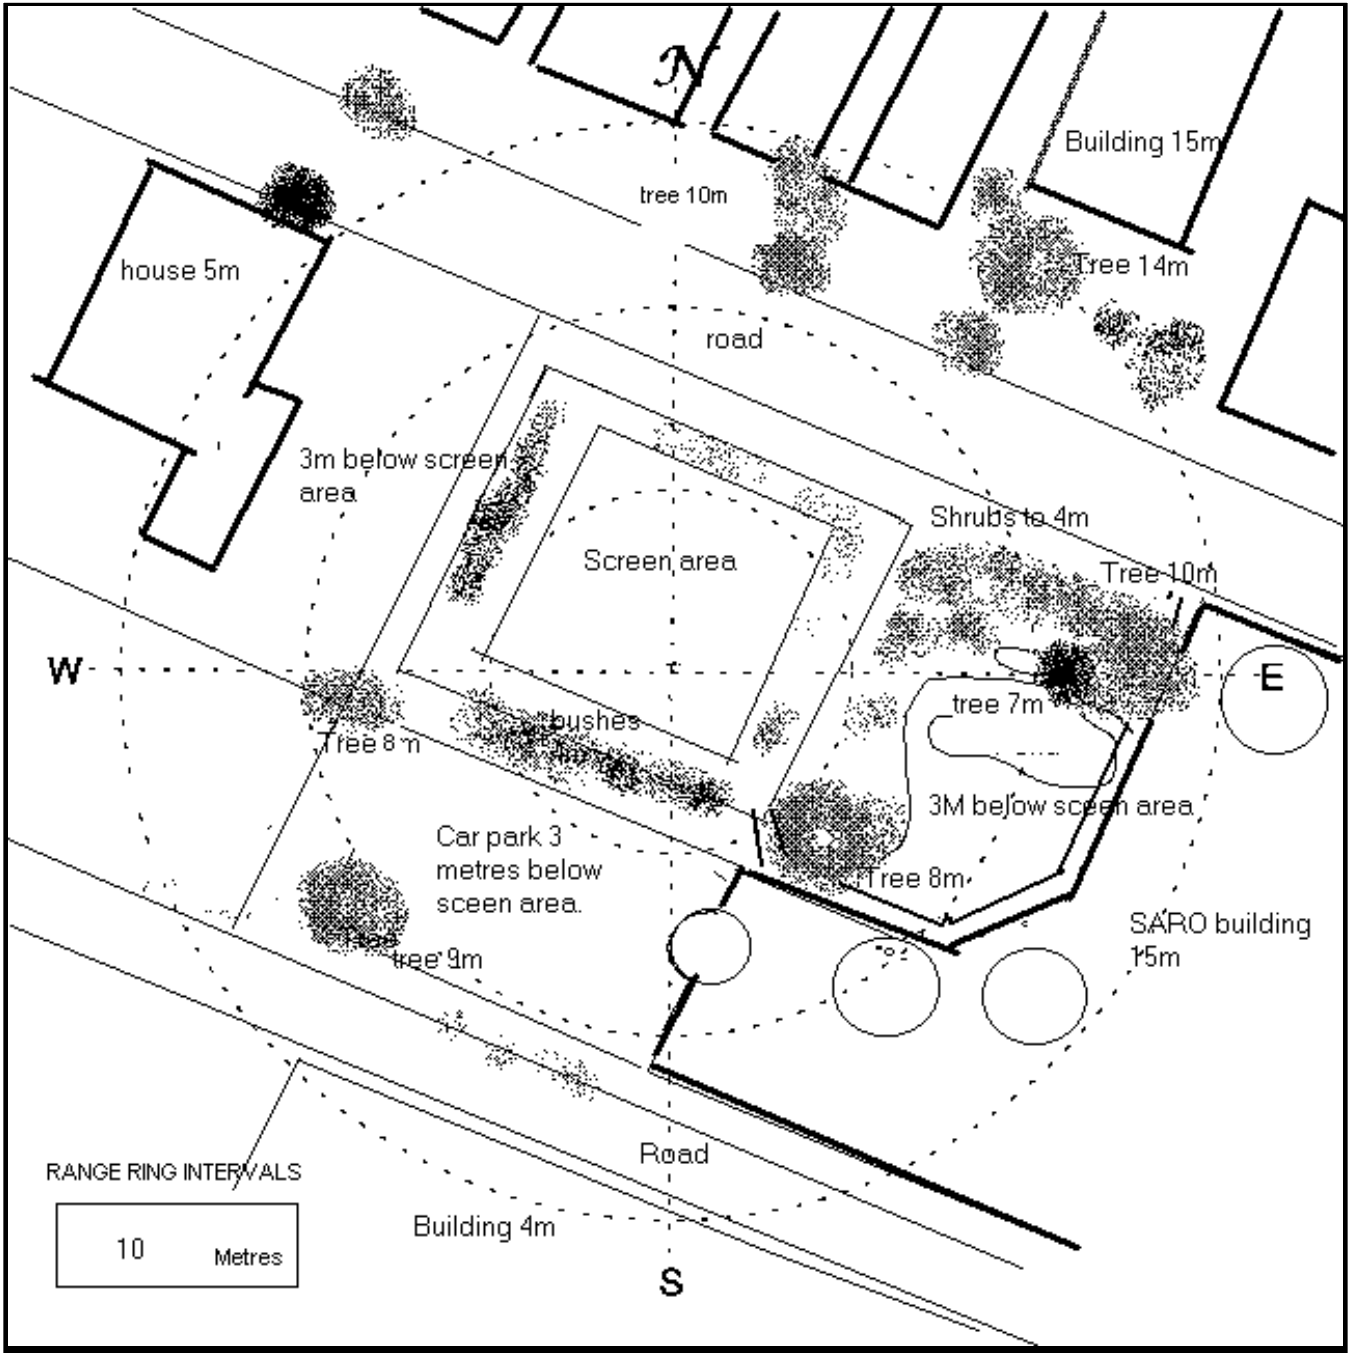 N
Building 15m
tree 10m
house 5m
Tree 14m
road
3m below screen
area
Shrubs to 4m
Screen area
Tree 10m
W
E
tree 7m
bushes
Tree 8 m
3M below sceen area
Car park 3
metres below
sceen area.
Tree 8m
SARO building
15m
Tree
tree 9m
Road
RANGE RING INTERVALS
Building 4m
10 Metres
S